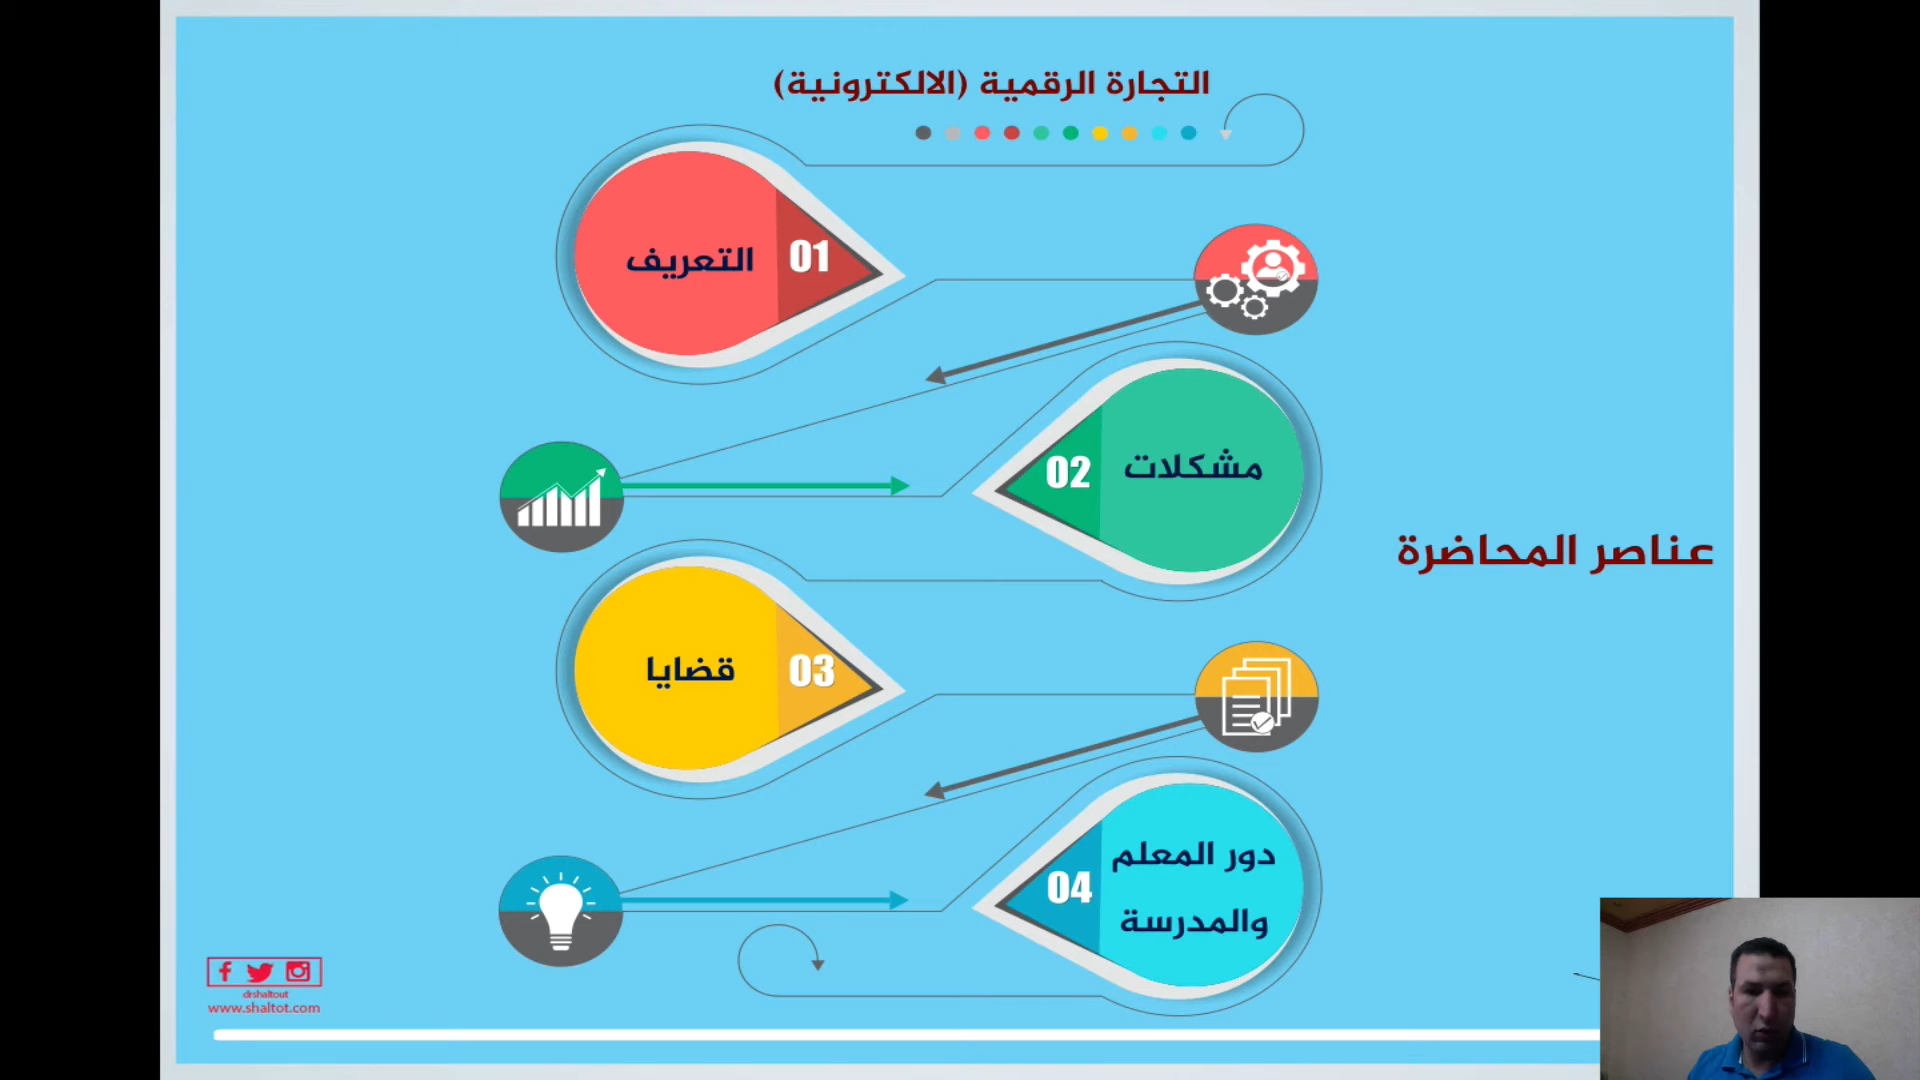 التجارة الرقمية (الالكترونية)
01
التعريف
02
مشكلات
عناصر المحاضرة
03
قضايا
04
دور المعلم
والمدرسة
drshaltout
www.shaltot.com